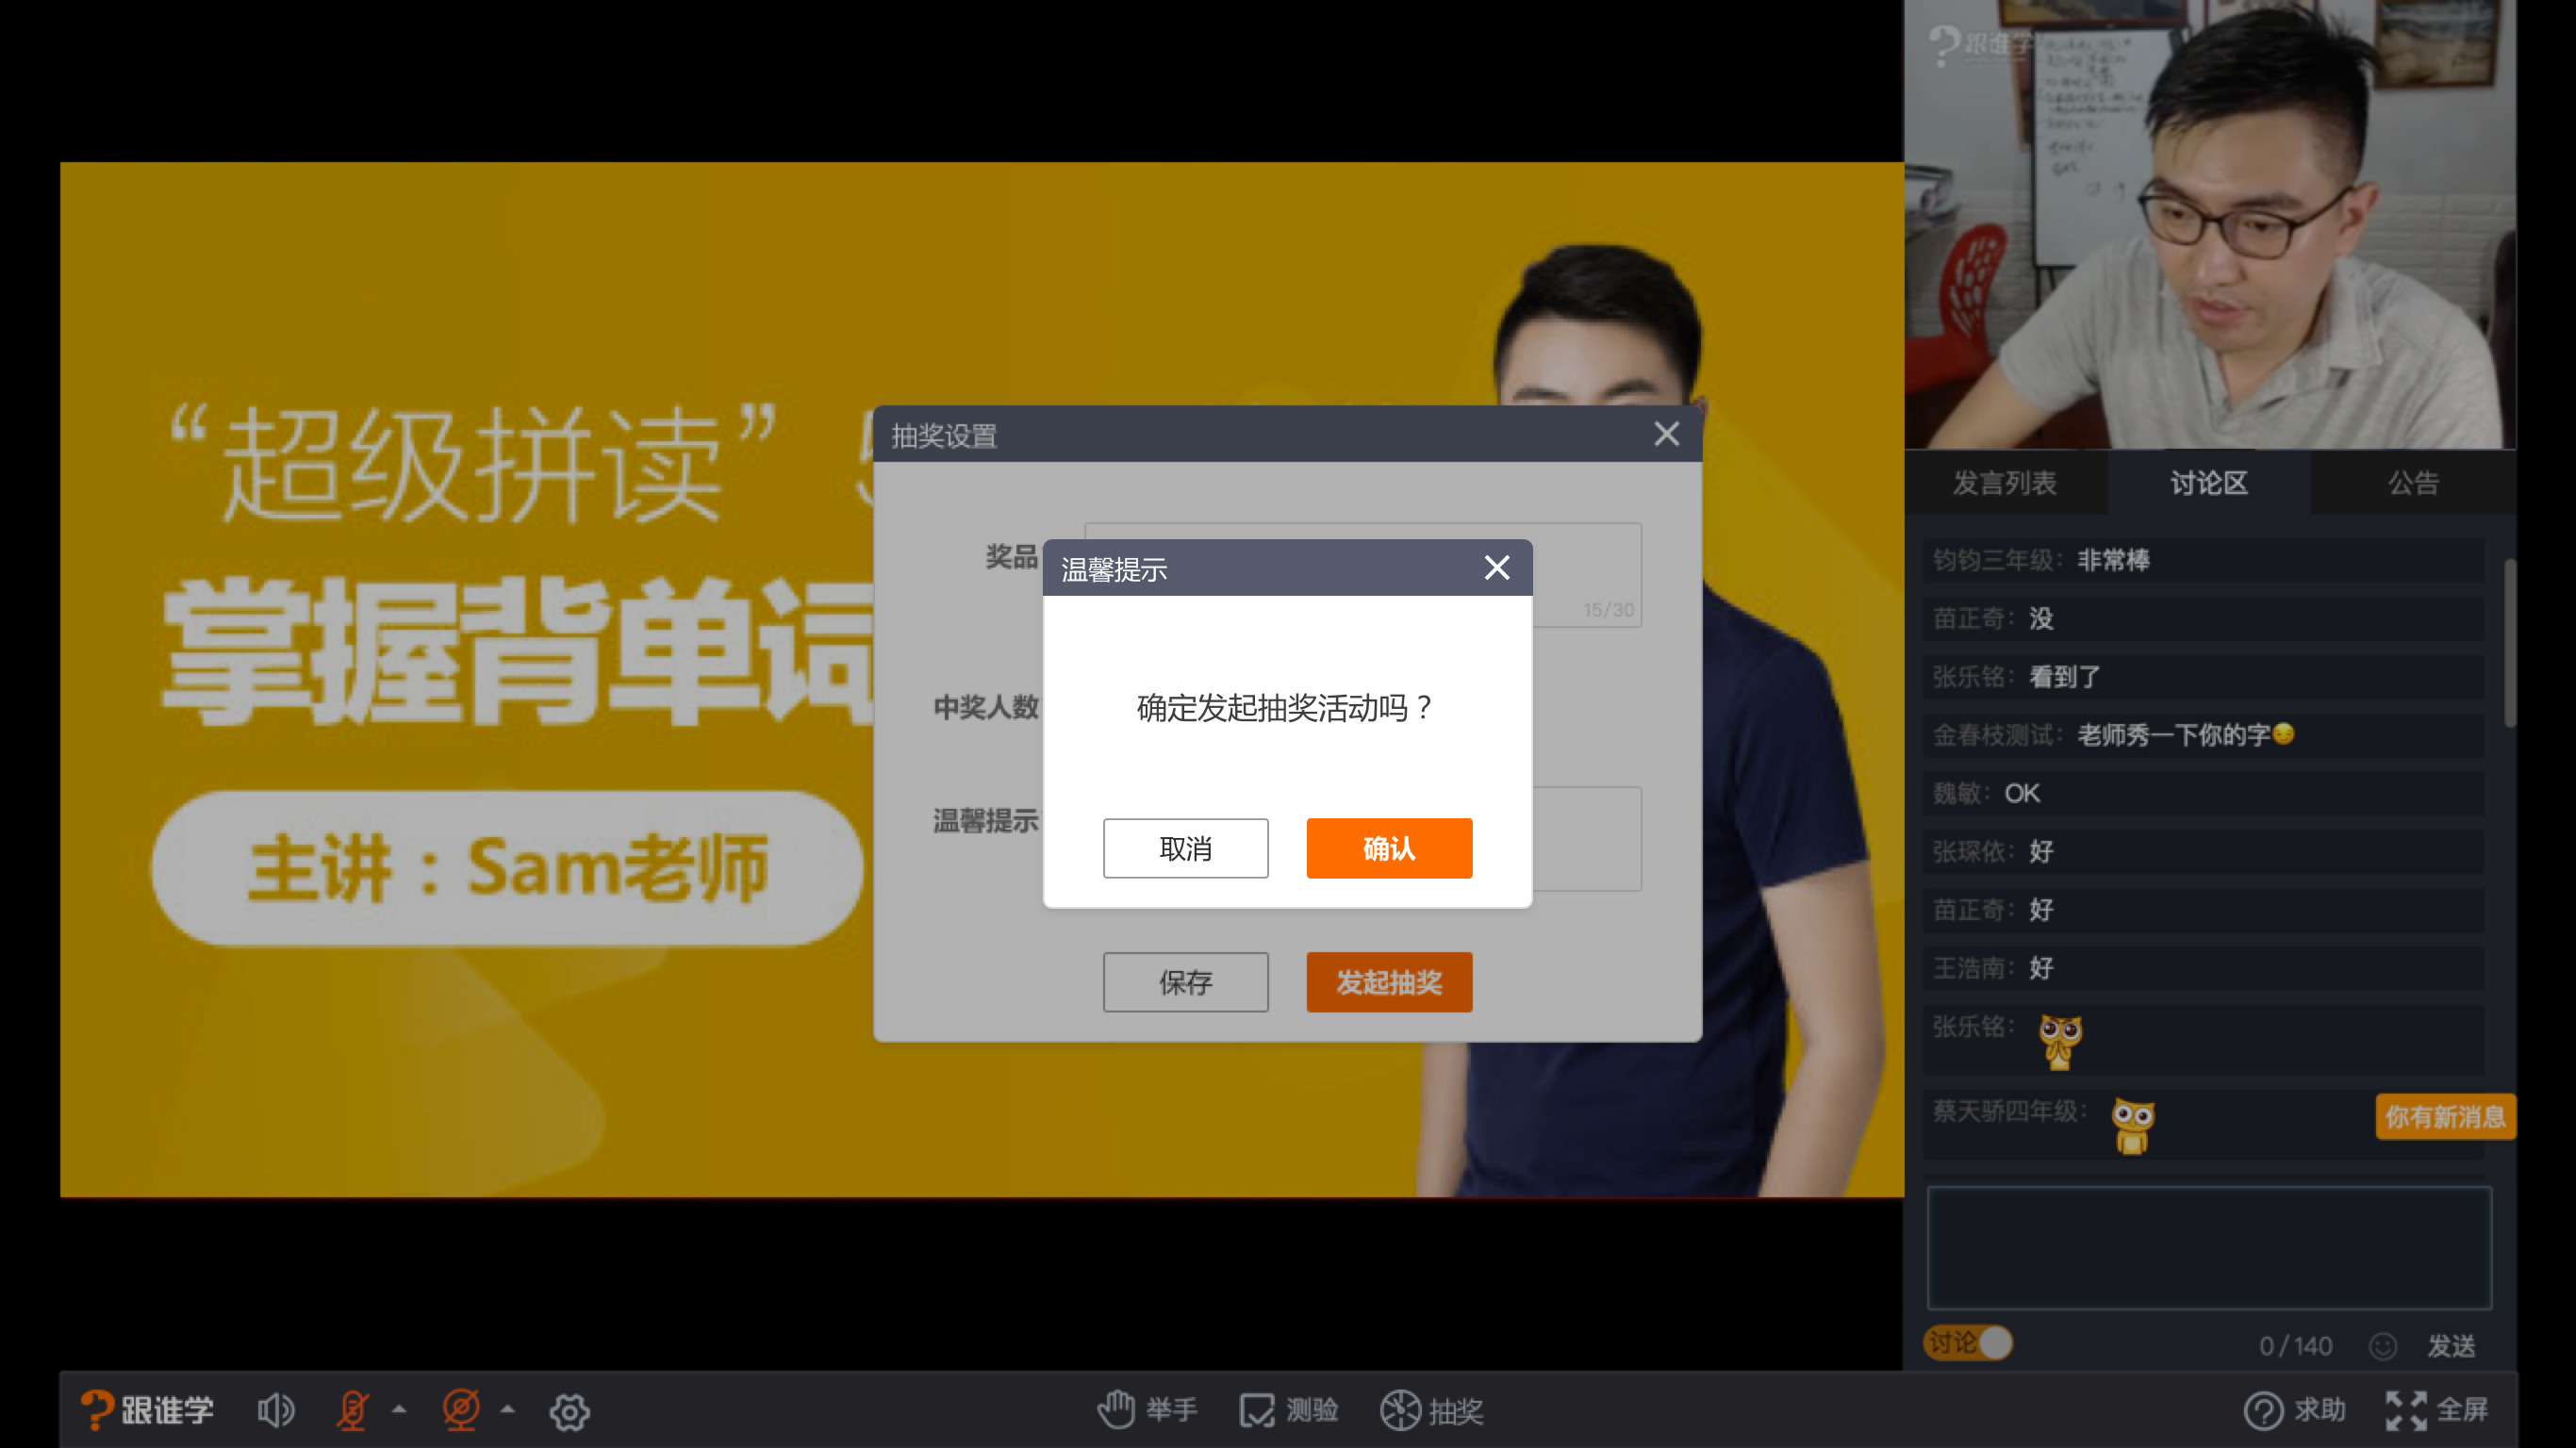 “超级拼读”
掌握背单词
主讲：Sam老师
抽奖设置
奖品
15/30
中奖人数
温馨提示
保存
发起抽奖
温馨提示
确定发起抽奖活动吗？
取消
确认
跟谁学
发言列表
讨论区
公告
钧钧三年级：非常棒
苗正奇：没
张乐铭：看到了
金春枝测试：老师秀一下你的字😏
魏敏：OK
张琛依：好
苗正奇：好
王浩南：好
张乐铭：
蔡天骄四年级：
你有新消息
讨论
0/140
发送
跟谁学
举手
测验
抽奖
求助
全屏